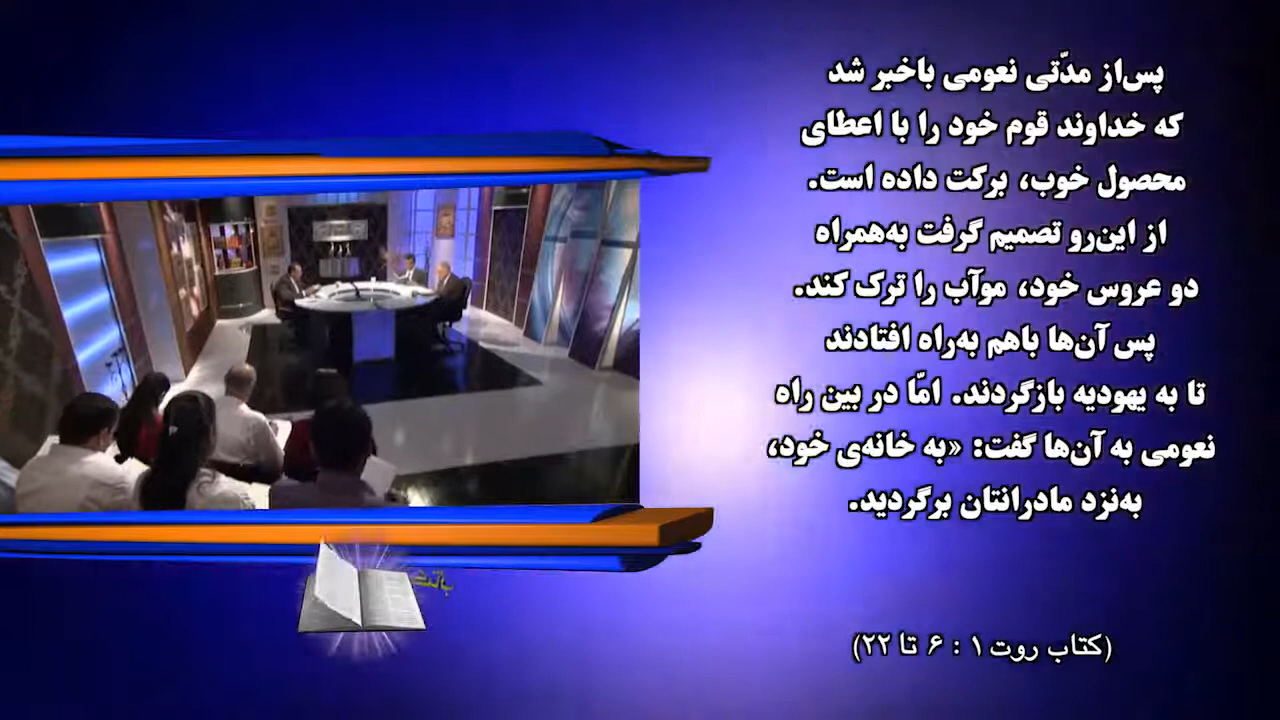 پس‌از مدّتی نعومی باخبر شد
که خداوند قوم خود را با اعطای
محصول خوب، برکت داده است.
از این‌رو تصمیم گرفت به‌همراه
دو عروس خود، موآب را ترک کند.
پس آن‌ها باهم به‌راه افتادند
تا به یهودیه بازگردند. امّا در بین راه
نعومی به آن‌ها گفت: «به خانه‌ی خود،
به‌نزد مادرانتان برگردید.
(کتاب روت ۱ : ۶ تا ۲۲)